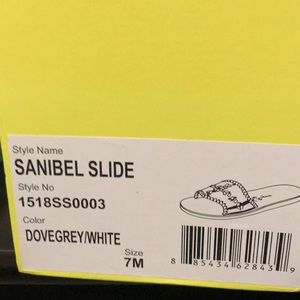 Style Name
SANIBEL SLIDE
Style No
1518SS0003
Color
DOVEGREY/WHITE
Size
7M
8 85434 62843 9